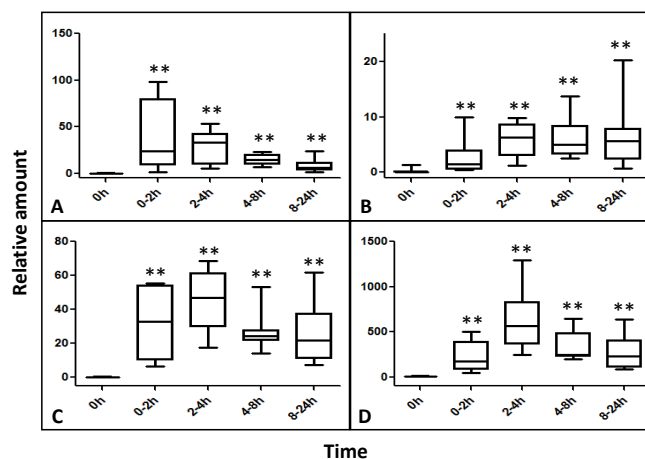 150
100
50
0
** ** ** **
A
0h 0-2h 2-4h 4-8h 8-24h
20
10
0
** ** ** **
B
0h 0-2h 2-4h 4-8h 8-24h
Relative amount
80
60
40
20
0
** ** ** **
C
0h 0-2h 2-4h 4-8h 8-24h
1500
1000
500
0
** ** ** **
D
0h 0-2h 2-4h 4-8h 8-24h
Time